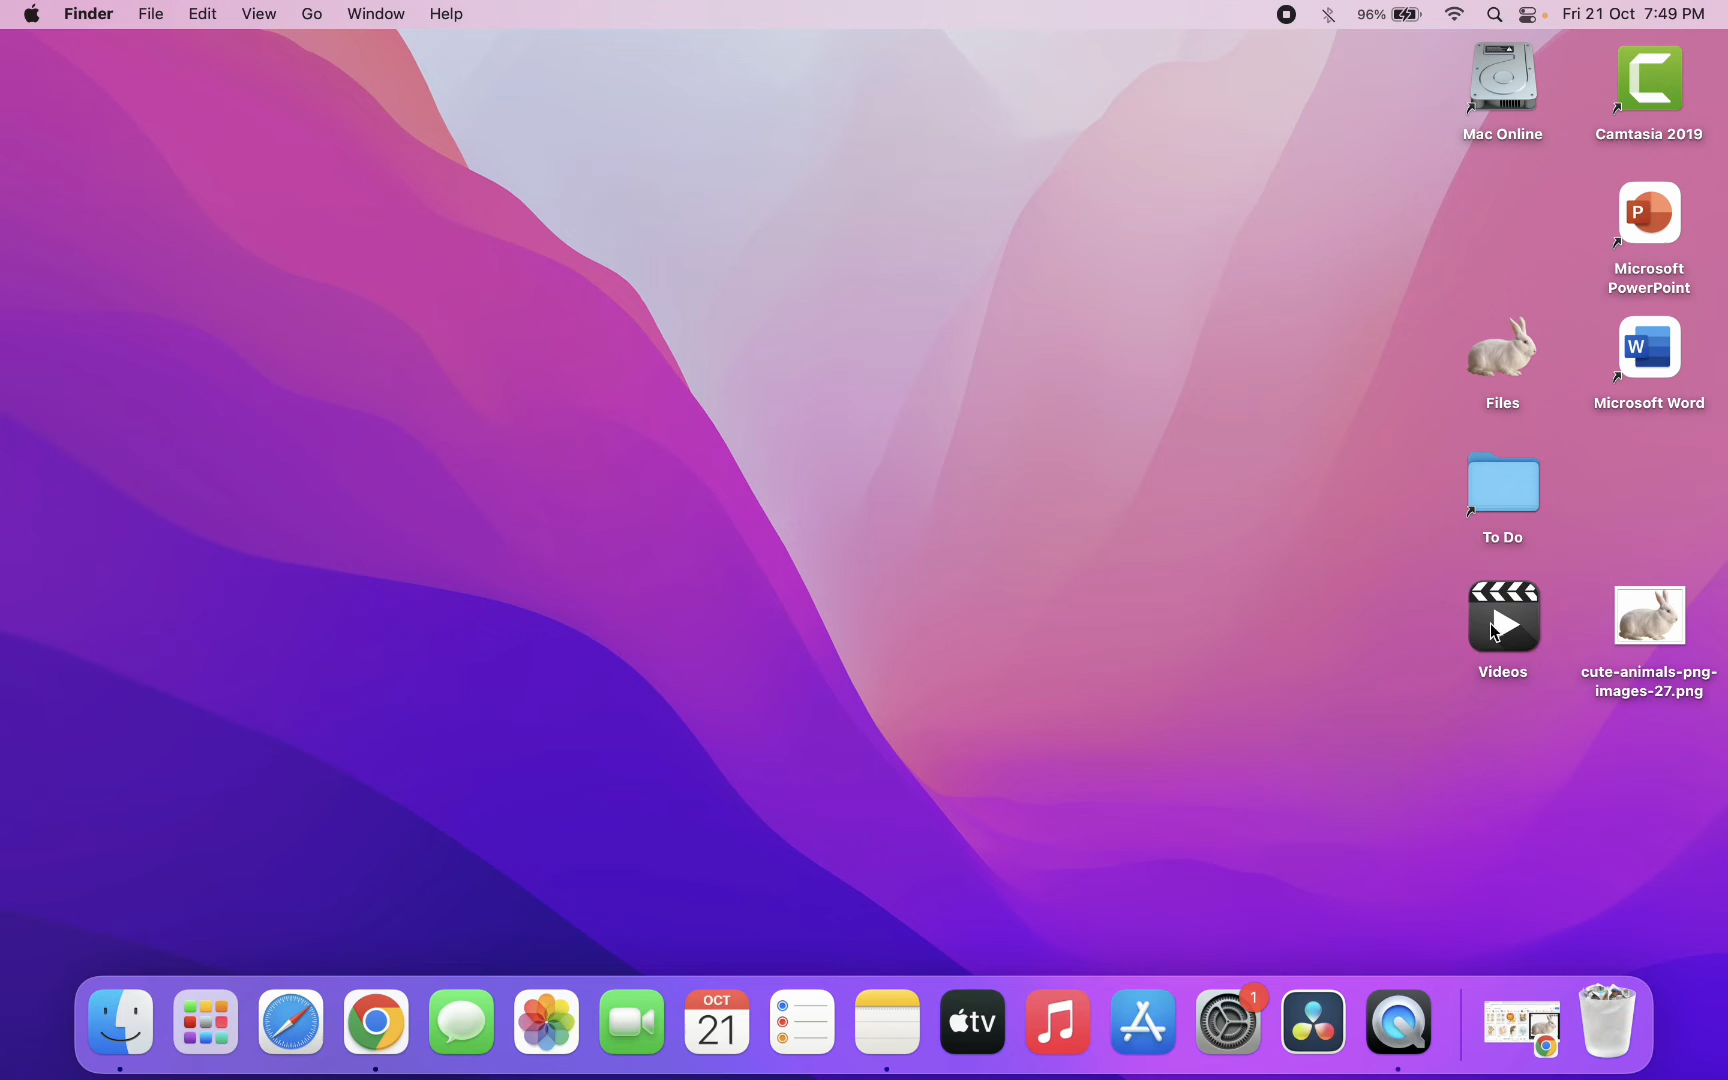 Finder File Edit View Go Window Help 96% Fri 21 Oct 7:49 PM
Mac Online
Camtasia 2019
P
Microsoft
PowerPoint
Files
W
Microsoft Word
To Do
Videos
cute-animals-png-
images-27.png
OCT
21
tv
1